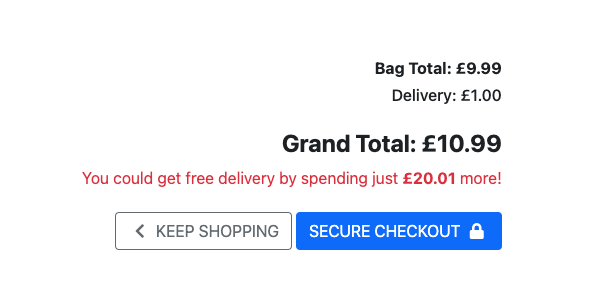 Bag Total: £9.99
Delivery: £1.00
Grand Total: £10.99
You could get free delivery by spending just £20.01 more!
KEEP SHOPPING
SECURE CHECKOUT